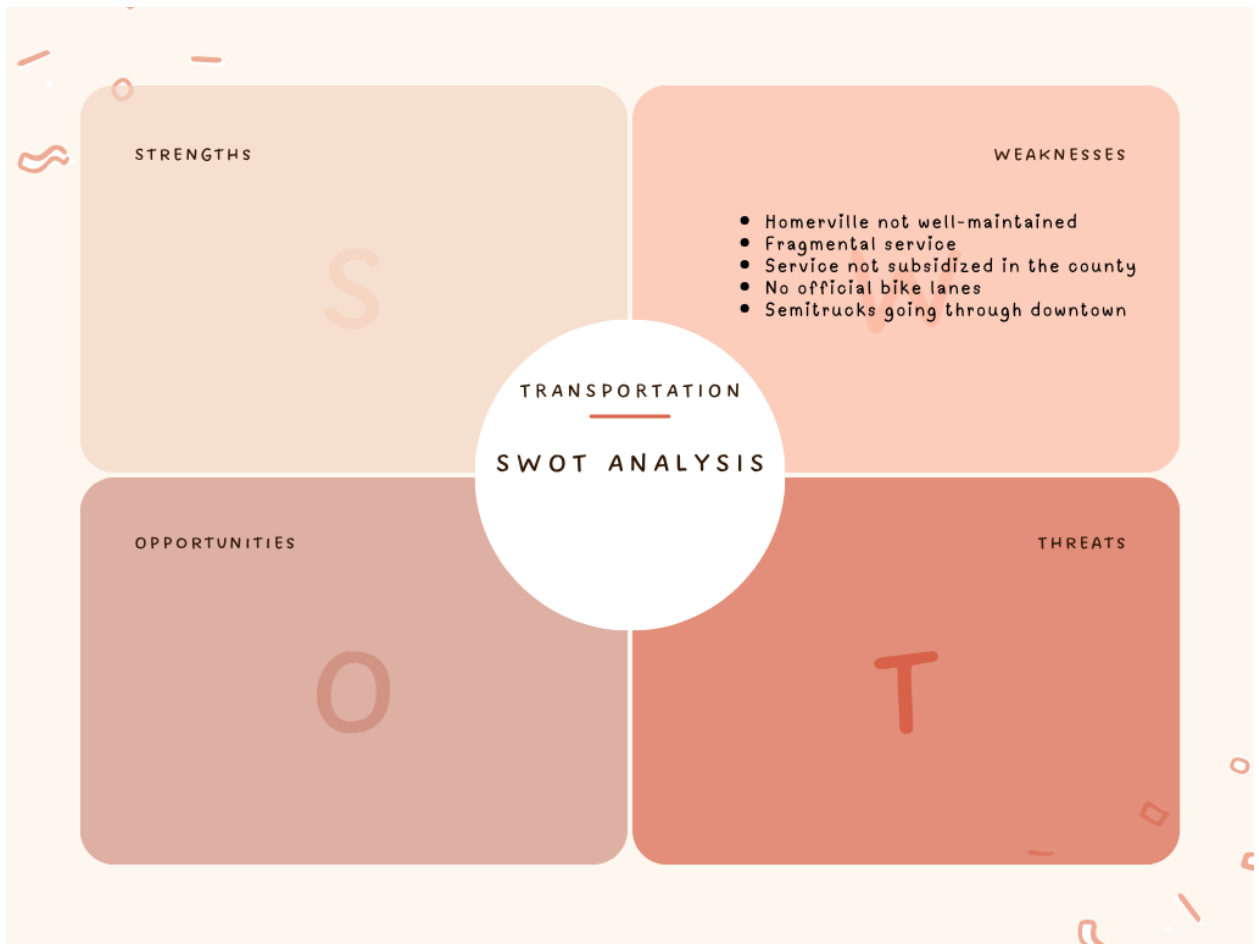 STRENGTHS
S
WEAKNESSES
• Homerville not well-maintained
• Fragmental service
• Service not subsidized in the county
• No official bike lanes
• Semitrucks going through downtown
W
TRANSPORTATION
SWOT ANALYSIS
OPPORTUNITIES
O
THREATS
T